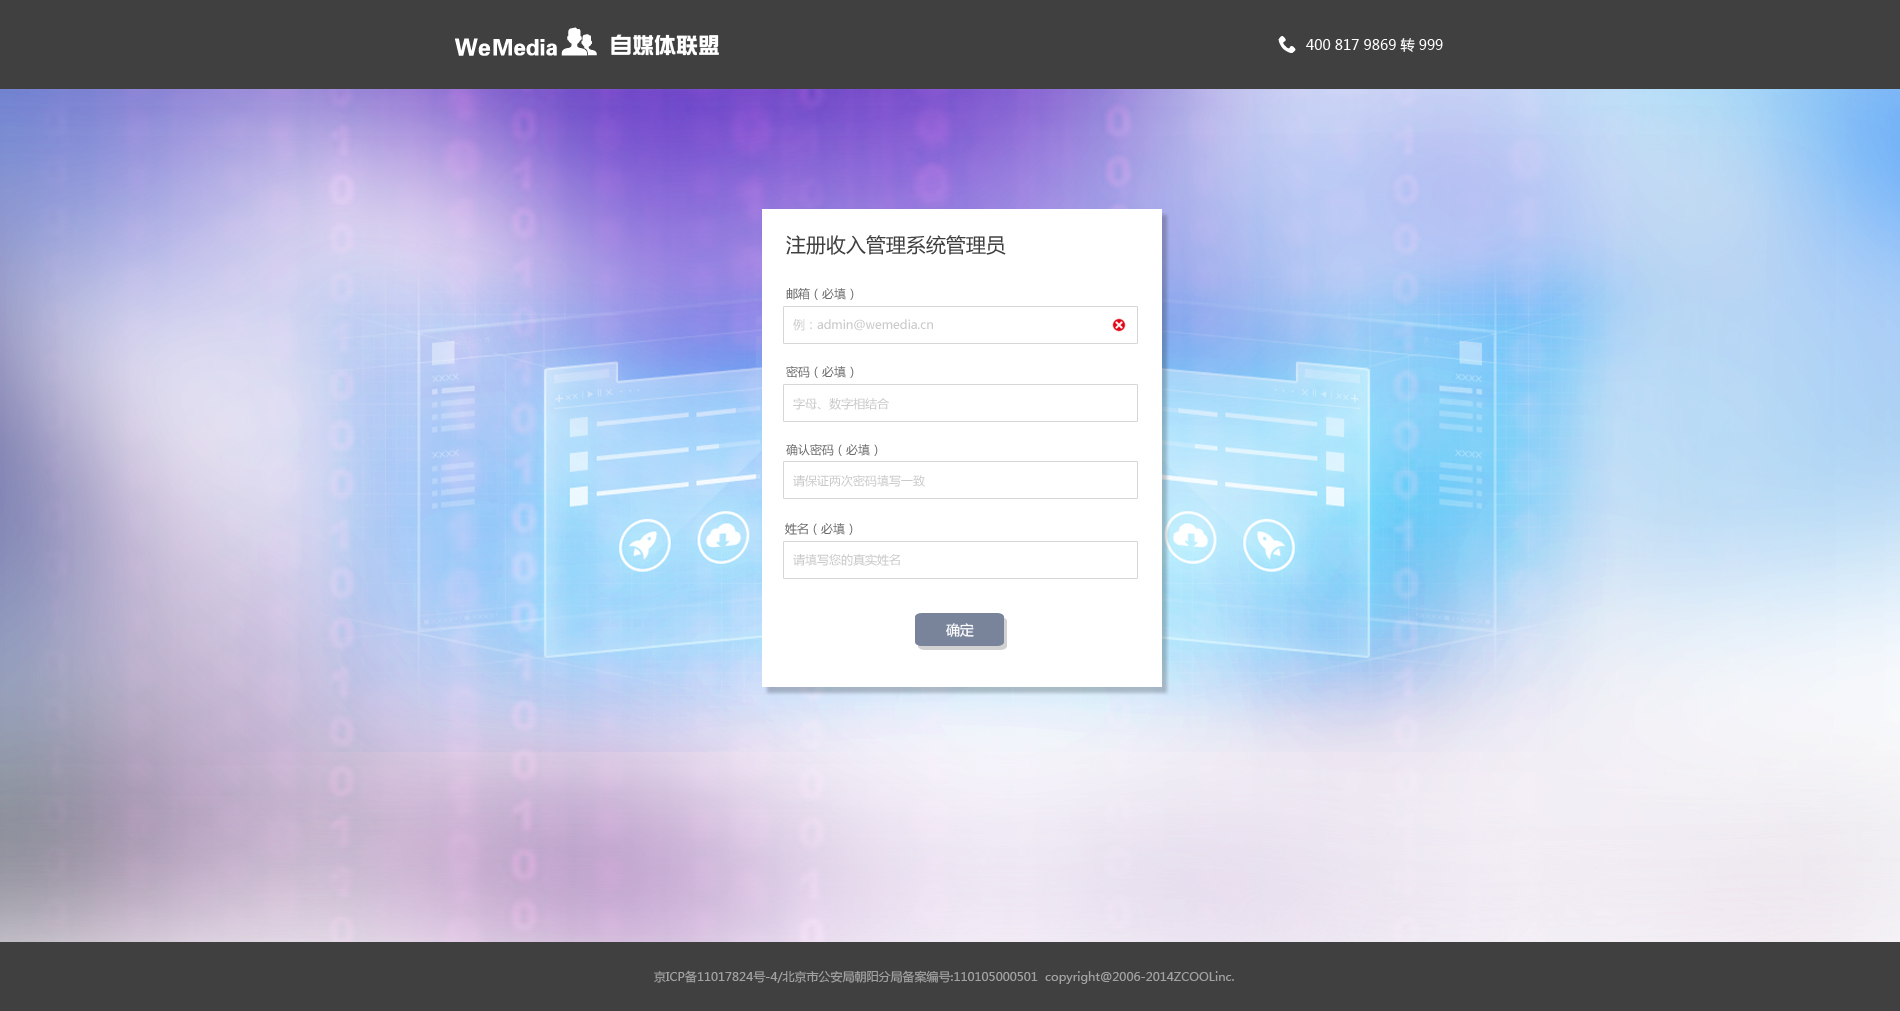 WeMedia 自媒体联盟
400 817 9869 转 999
注册收入管理系统管理员
邮箱（必填）
例：admin@wemedia.cn
密码（必填）
字母、数字相结合
确认密码（必填）
请保证两次密码填写一致
姓名（必填）
请填写您的真实姓名
确定
京ICP备11017824号-4/北京市公安局朝阳分局备案编号:110105000501 copyright@2006-2014ZCOOLinc.